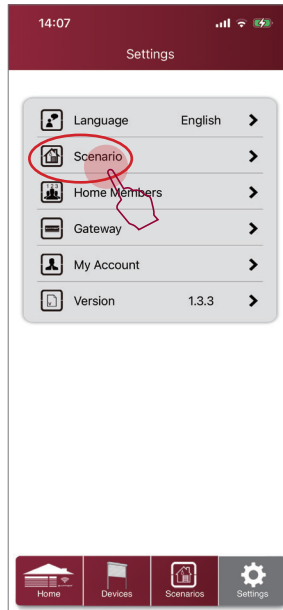 14:07
Settings
Language English
Scenario
Home Members
Gateway
My Account
Version 1.3.3
Home Devices Scenarios Settings